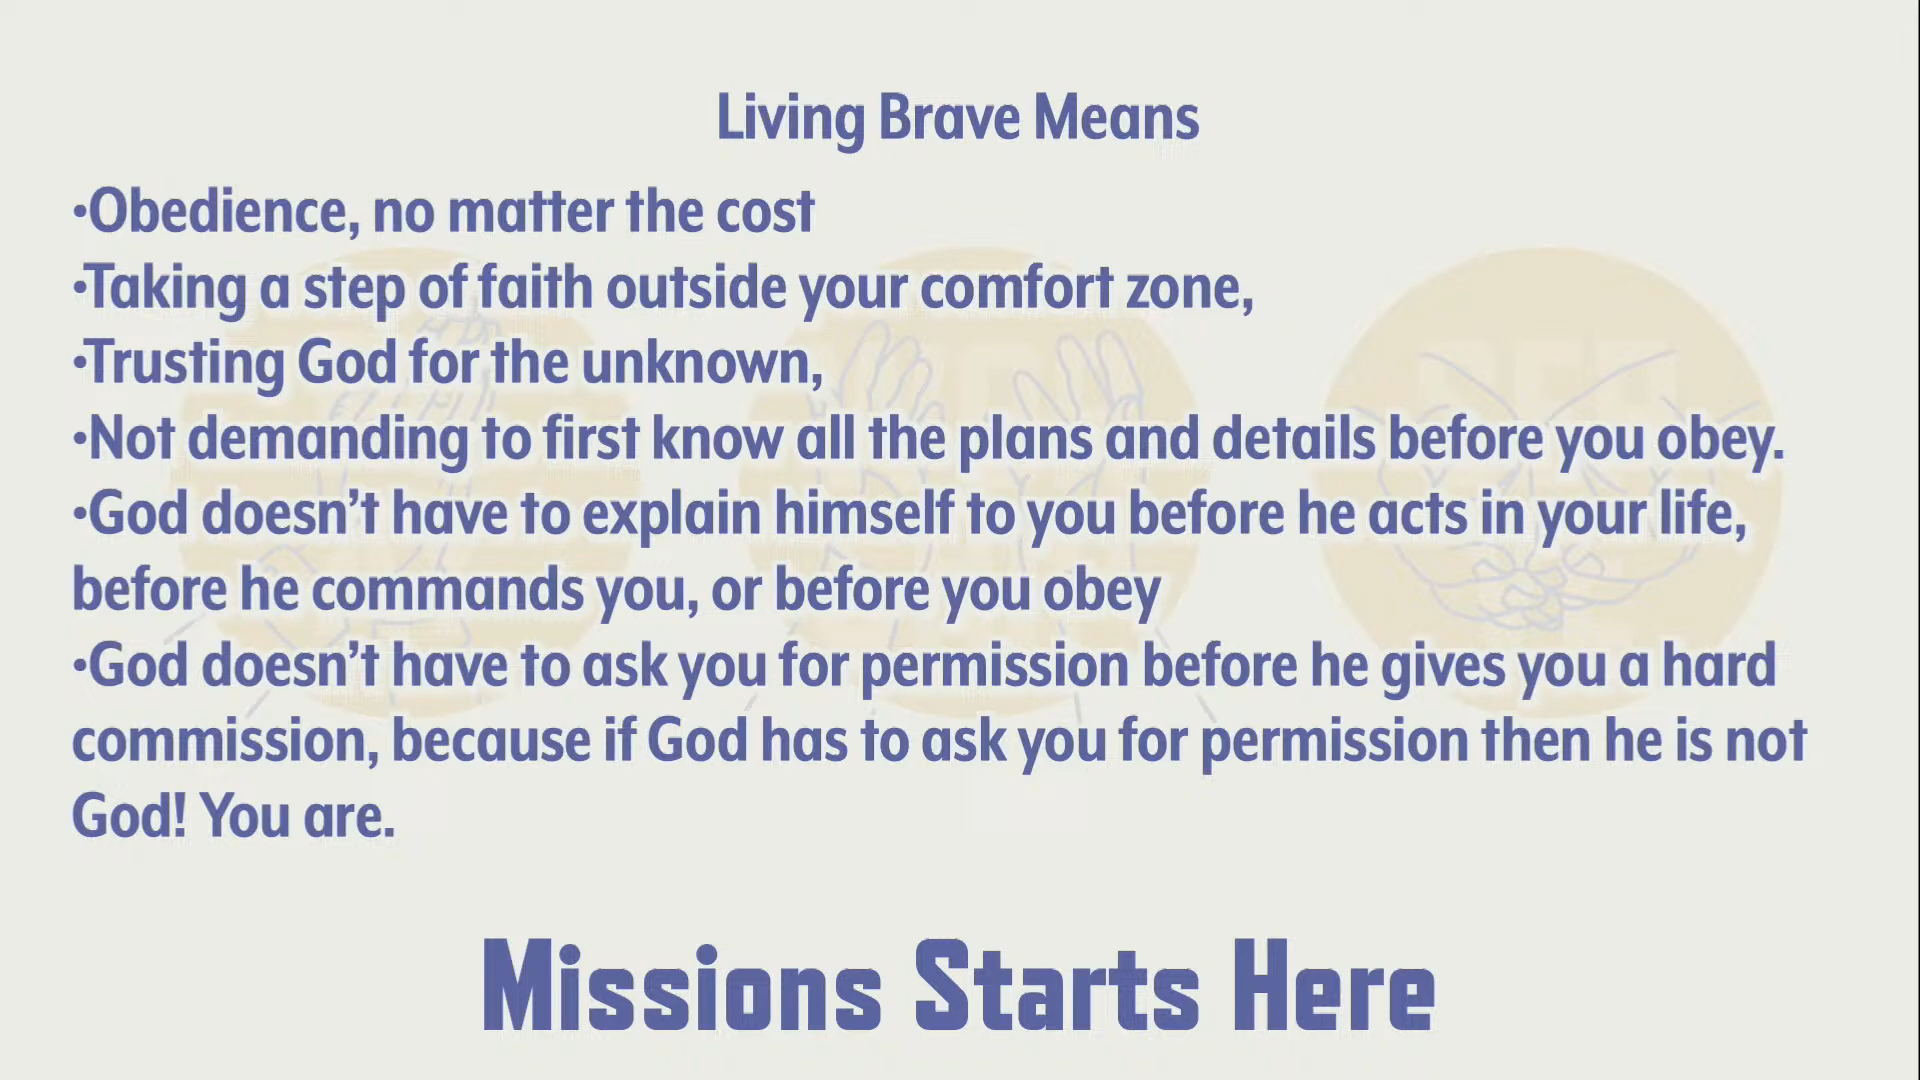 Living Brave Means
•Obedience, no matter the cost
•Taking a step of faith outside your comfort zone,
•Trusting God for the unknown,
•Not demanding to first know all the plans and details before you obey.
•God doesn’t have to explain himself to you before he acts in your life,
before he commands you, or before you obey
•God doesn’t have to ask you for permission before he gives you a hard
commission, because if God has to ask you for permission then he is not
God! You are.
Missions Starts Here